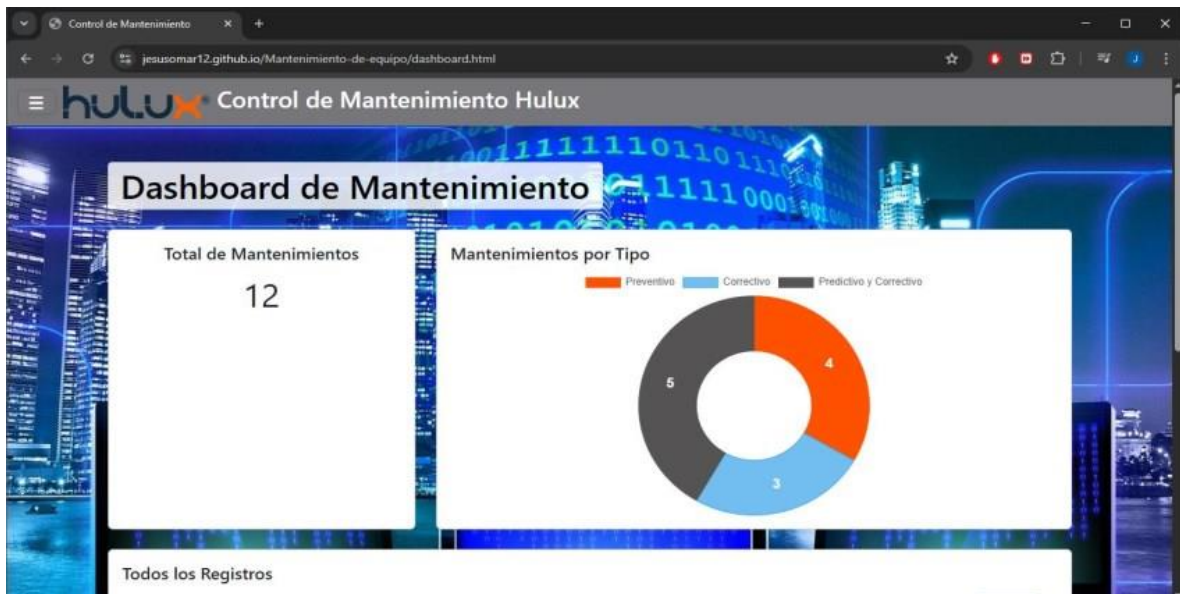 Control de Mantenimiento
jesusomar12.github.io/Mantenimiento-de-equipo/dashboard.html
J
hulux Control de Mantenimiento Hulux
Dashboard de Mantenimiento
Total de Mantenimientos
12
Mantenimientos por Tipo
Preventivo Correctivo Predictivo y Correctivo
4
5
3
Todos los Registros